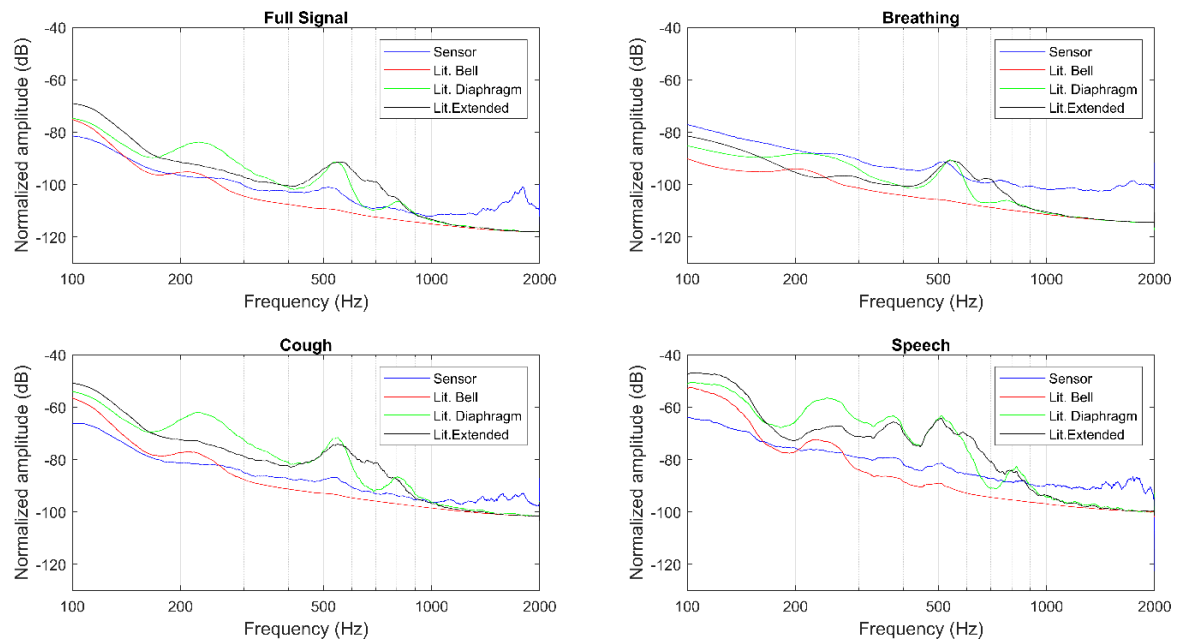 Full Signal
Normalized amplitude (dB)
-40
-60
-80
-100
-120
Sensor
Lit. Bell
Lit. Diaphragm
Lit.Extended
100 200 500 1000 2000
Frequency (Hz)
Breathing
Normalized amplitude (dB)
-40
-60
-80
-100
-120
Sensor
Lit. Bell
Lit. Diaphragm
Lit.Extended
100 200 500 1000 2000
Frequency (Hz)
Cough
Normalized amplitude (dB)
-40
-60
-80
-100
-120
Sensor
Lit. Bell
Lit. Diaphragm
Lit.Extended
100 200 500 1000 2000
Frequency (Hz)
Speech
Normalized amplitude (dB)
-40
-60
-80
-100
-120
Sensor
Lit. Bell
Lit. Diaphragm
Lit.Extended
100 200 500 1000 2000
Frequency (Hz)